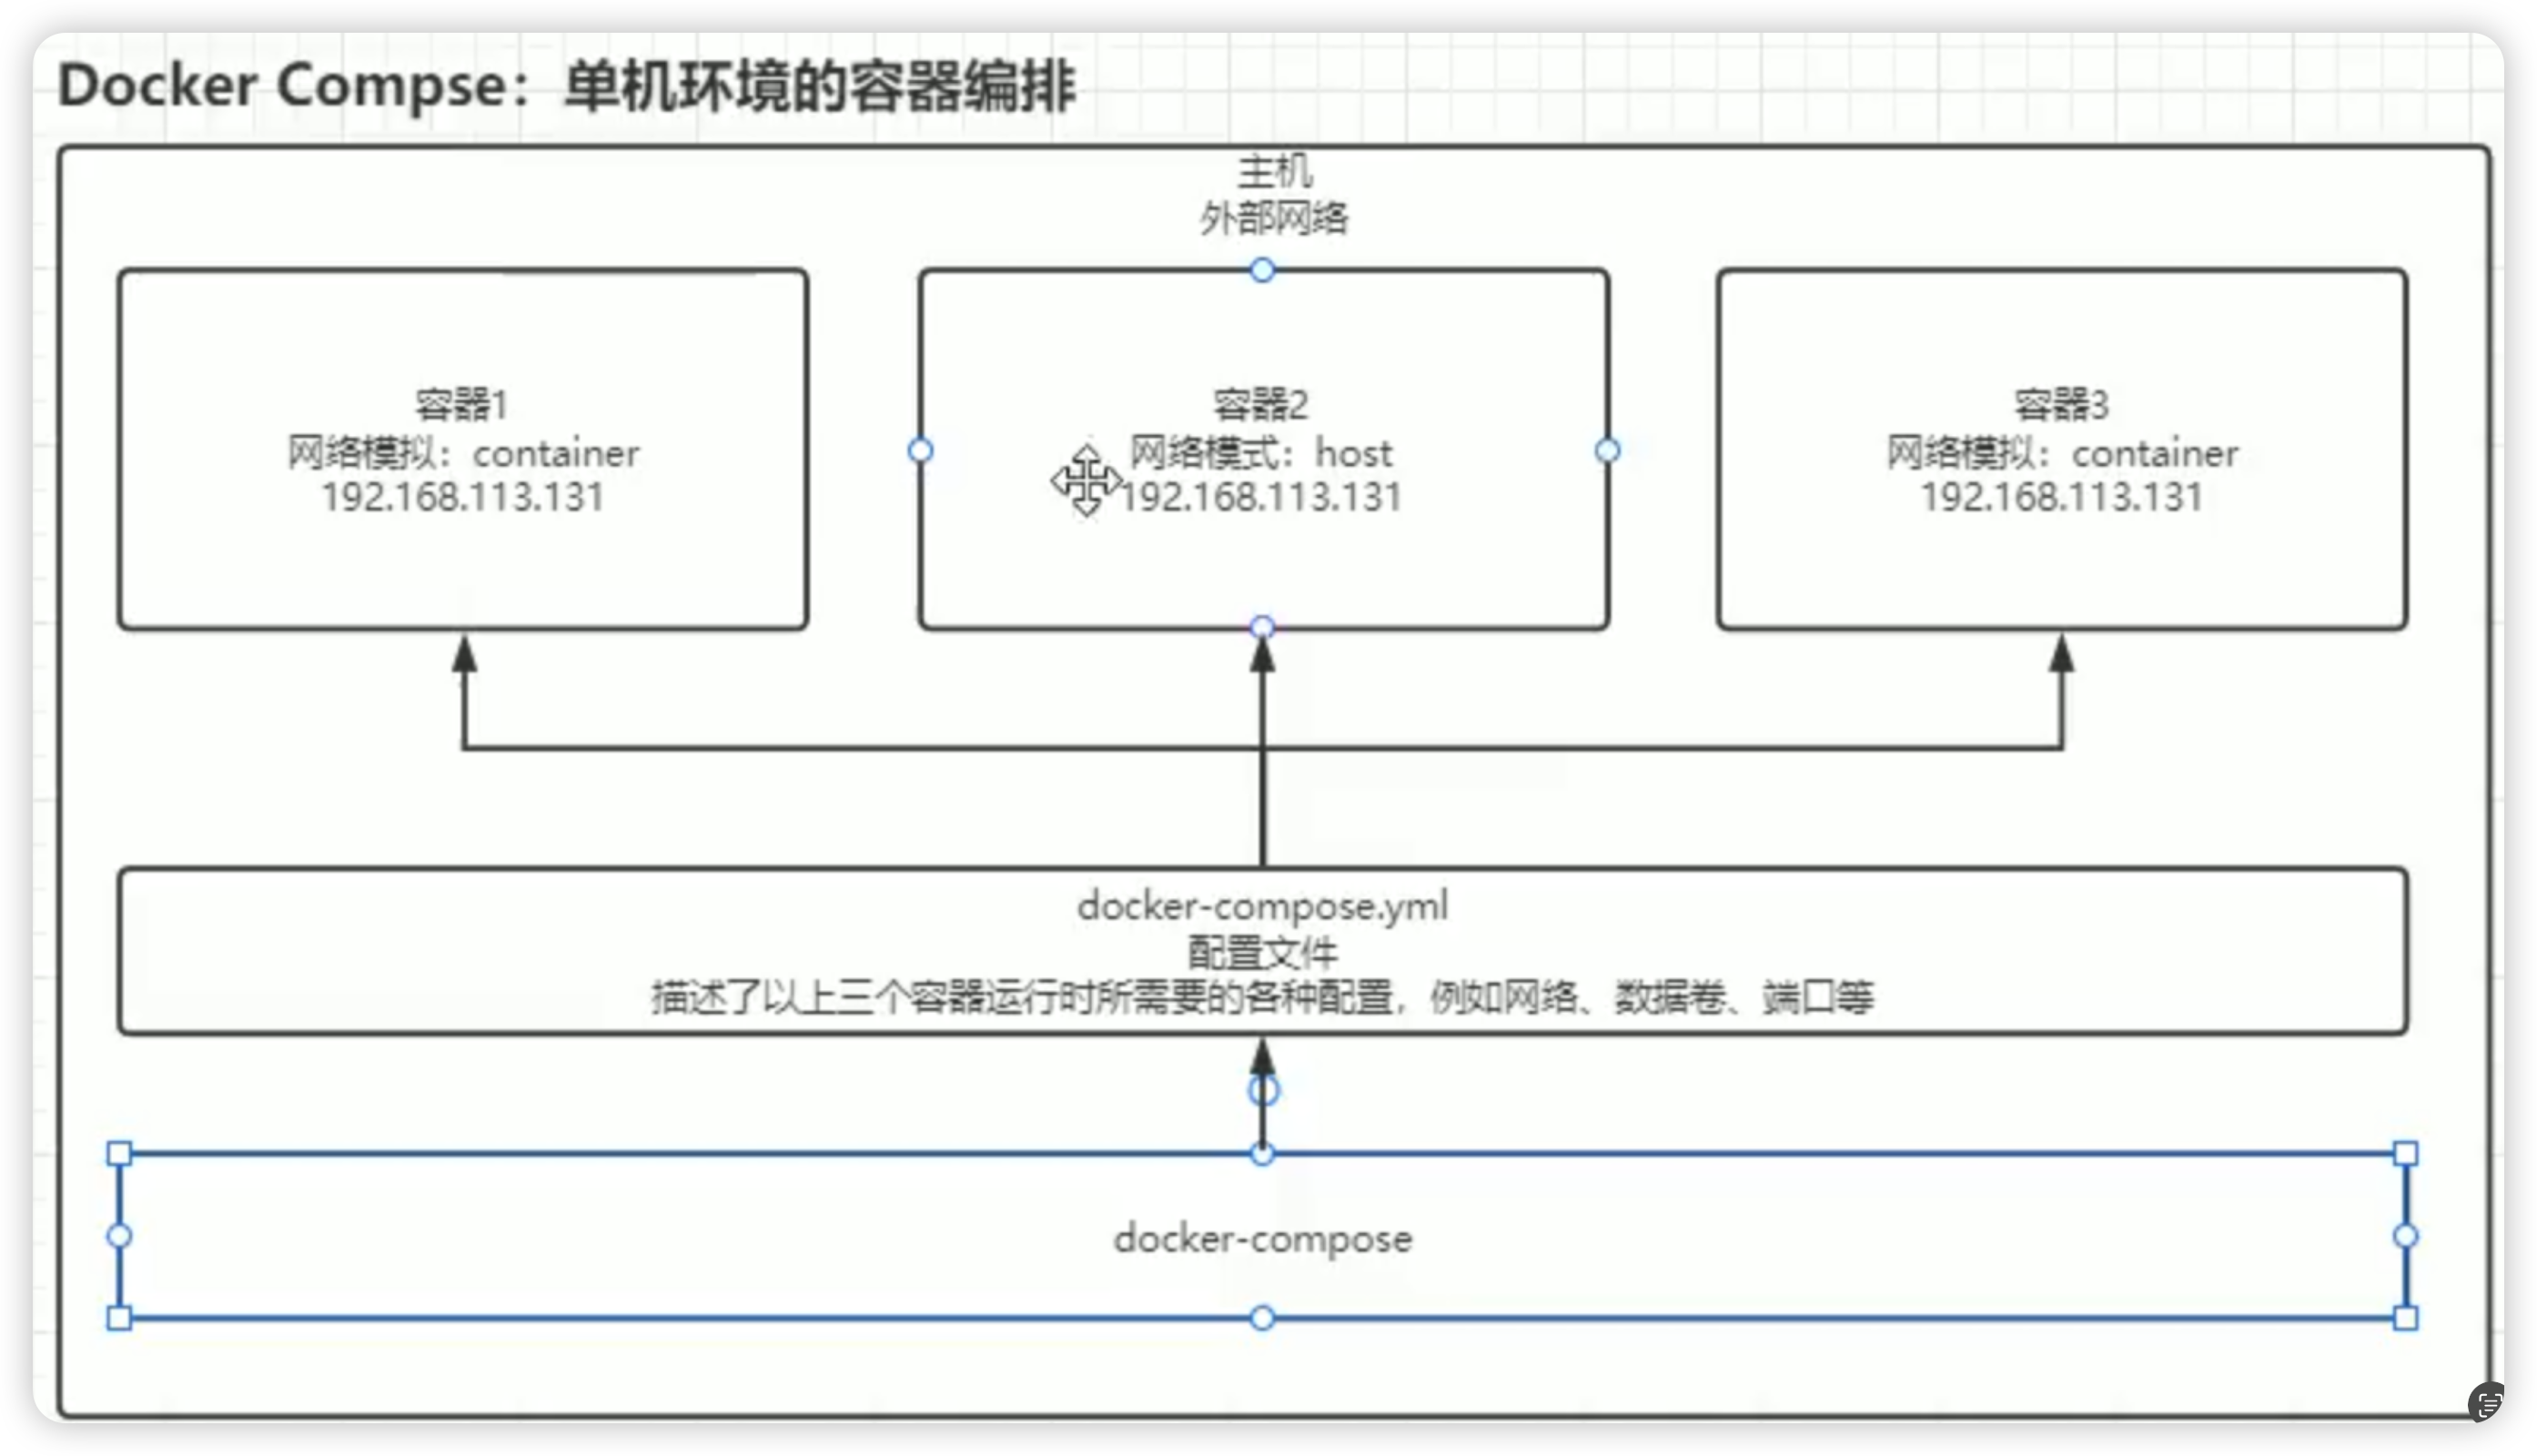 Docker Compse：单机环境的容器编排
主机
外部网络
容器1
网络模拟：container
192.168.113.131
容器2
网络模式：host
192.168.113.131
容器3
网络模拟：container
192.168.113.131
docker-compose.yml
配置文件
描述了以上三个容器运行时所需要的各种配置，例如网络、数据卷、端口等
docker-compose